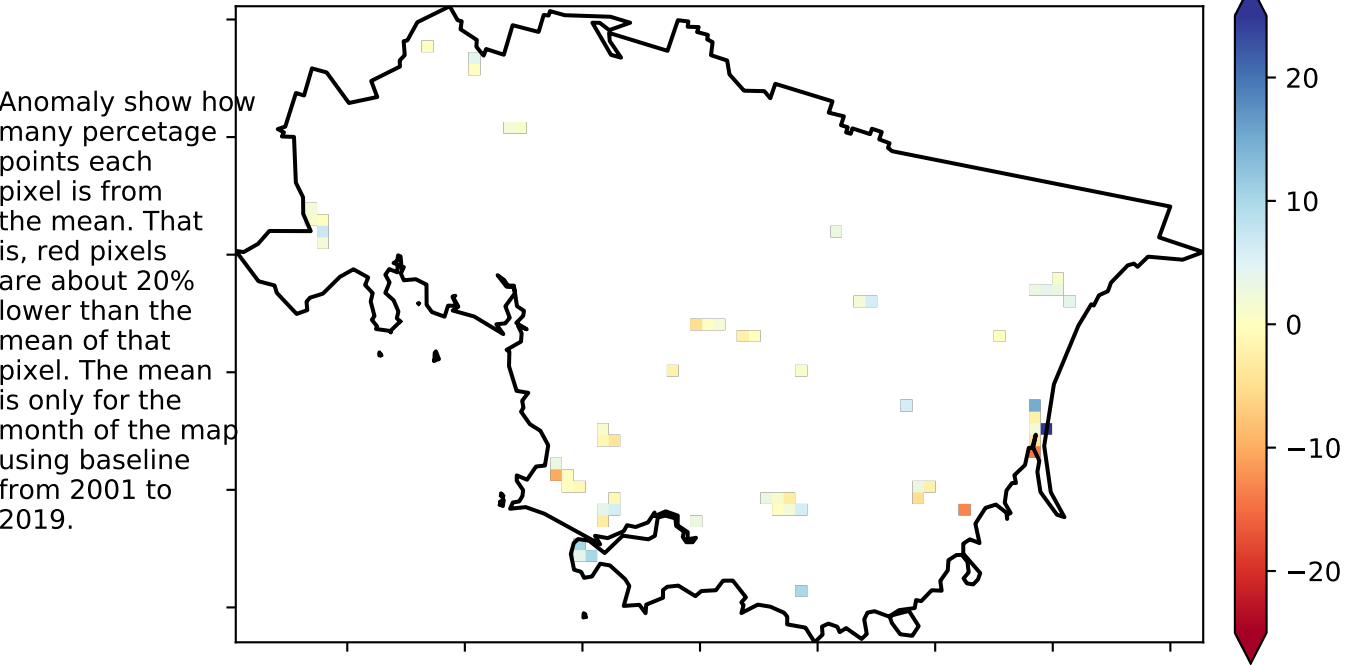 Anomaly show how
many percetage
points each
pixel is from
the mean. That
is, red pixels
are about 20%
lower than the
mean of that
pixel. The mean
is only for the
month of the map
using baseline
from 2001 to
2019.
20
10
0
−10
−20